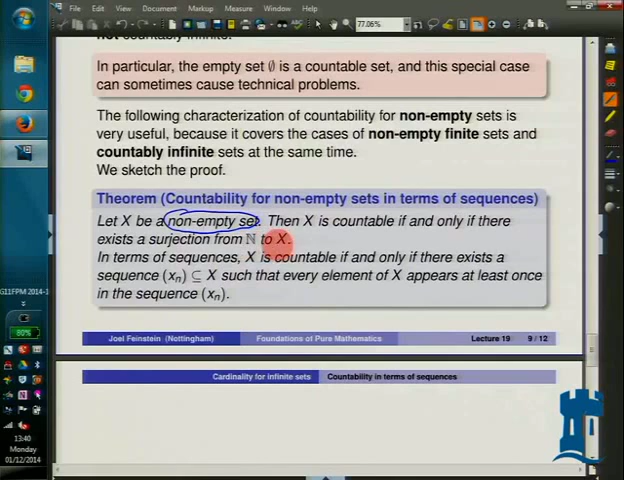 File Edit View Document Markup Measure Window Help
77.06%
not countably infinite.
In particular, the empty set ∅ is a countable set, and this special case
can sometimes cause technical problems.
The following characterization of countability for non-empty sets is
very useful, because it covers the cases of non-empty finite sets and
countably infinite sets at the same time.
We sketch the proof.
Theorem (Countability for non-empty sets in terms of sequences)
Let X be a non-empty set. Then X is countable if and only if there
exists a surjection from ℕ to X.
In terms of sequences, X is countable if and only if there exists a
sequence (xₙ) ⊆ X such that every element of X appears at least once
in the sequence (xₙ).
Joel Feinstein (Nottingham) Foundations of Pure Mathematics Lecture 19 9 / 12
Cardinality for infinite sets Countability in terms of sequences
G11FPM 2014-1
80%
13:40
Monday
01/12/2014